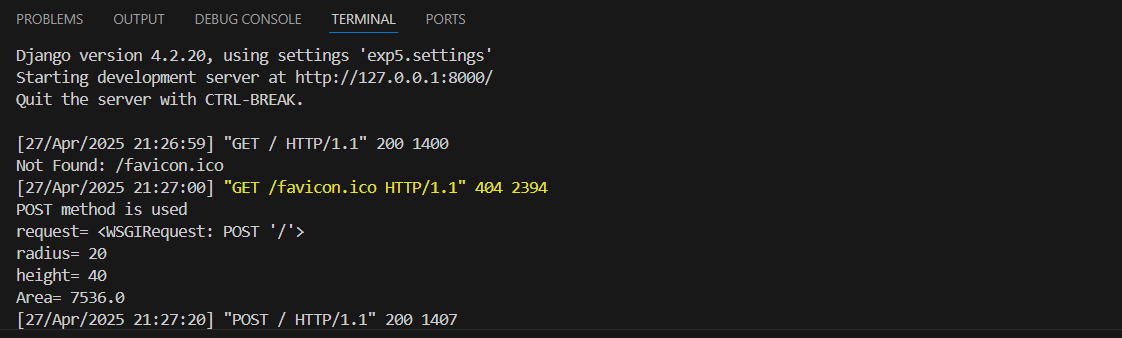 PROBLEMS OUTPUT DEBUG CONSOLE TERMINAL PORTS
Django version 4.2.20, using settings 'exp5.settings'
Starting development server at http://127.0.0.1:8000/
Quit the server with CTRL-BREAK.
[27/Apr/2025 21:26:59] "GET / HTTP/1.1" 200 1400
Not Found: /favicon.ico
[27/Apr/2025 21:27:00] "GET /favicon.ico HTTP/1.1" 404 2394
POST method is used
request= <WSGIRequest: POST '/'>
radius= 20
height= 40
Area= 7536.0
[27/Apr/2025 21:27:20] "POST / HTTP/1.1" 200 1407